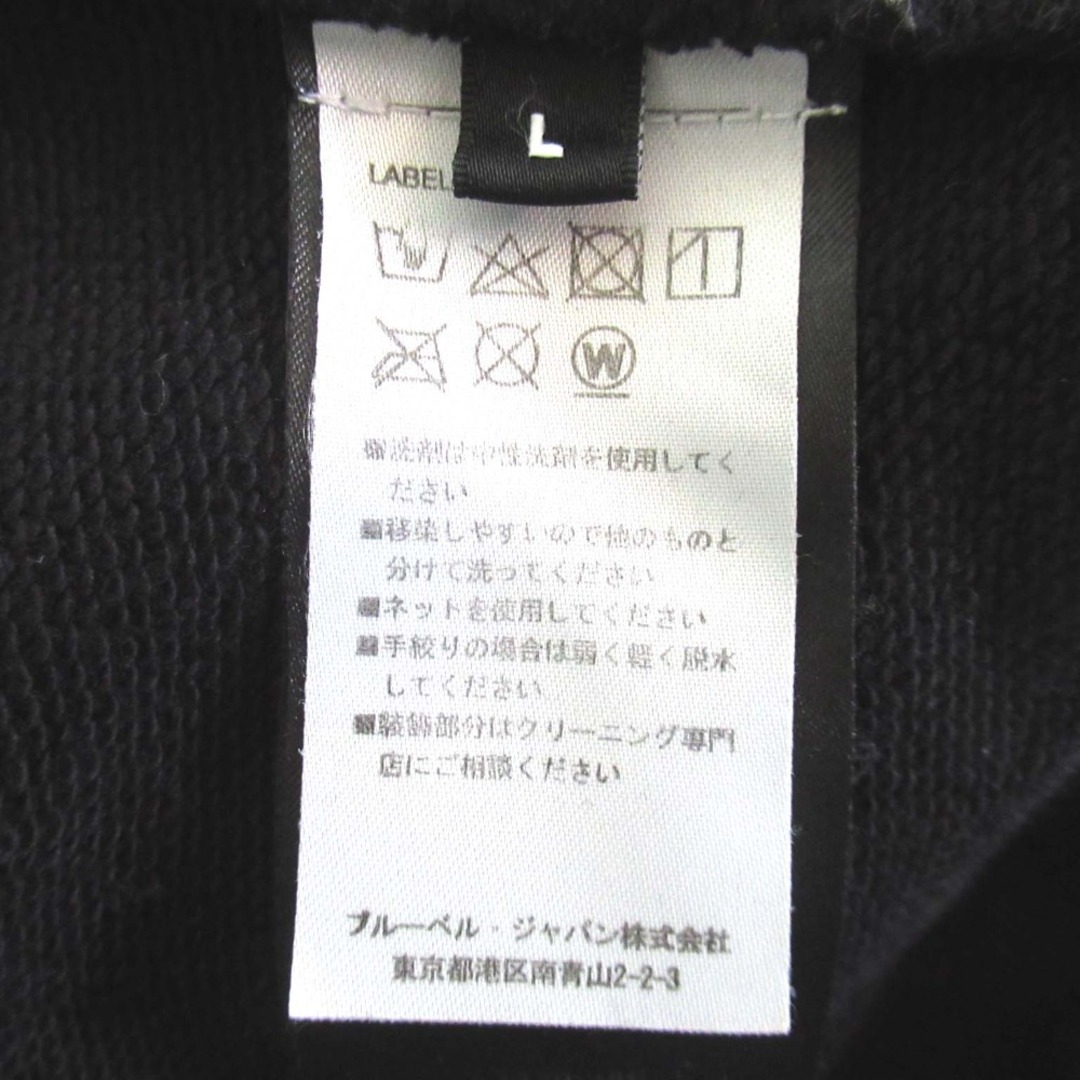 L
LABEL
W
■洗剤は中性洗剤を使用してく
ださい
■移染しやすいので他のものと
分けて洗ってください
■ネットを使用してください
■手絞りの場合は弱く軽く脱水
してください
■装飾部分はクリーニング専門
店にご相談ください
ブルーベル・ジャパン株式会社
東京都港区南青山2-2-3